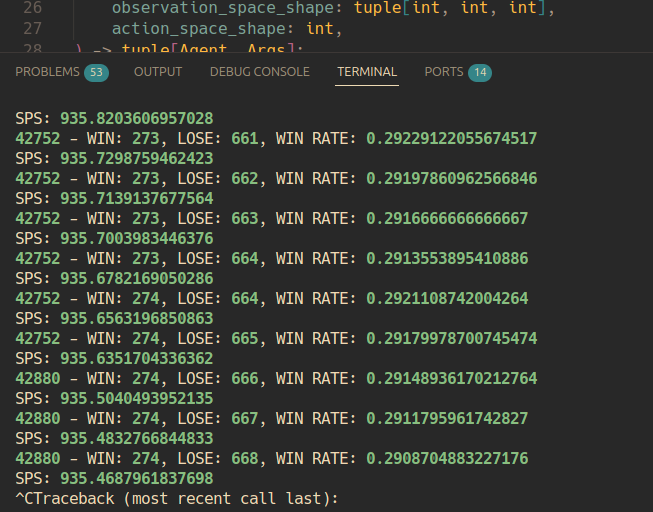 26 observation_space_shape: tuple[int, int, int],
27 action_space_shape: int,
28 ) -> tuple[Agent, Args]:
PROBLEMS 53 OUTPUT DEBUG CONSOLE TERMINAL PORTS 14
SPS: 935.8203606957028
42752 - WIN: 273, LOSE: 661, WIN RATE: 0.29229122055674517
SPS: 935.7298759462423
42752 - WIN: 273, LOSE: 662, WIN RATE: 0.29197860962566846
SPS: 935.7139137677564
42752 - WIN: 273, LOSE: 663, WIN RATE: 0.2916666666666667
SPS: 935.7003983446376
42752 - WIN: 273, LOSE: 664, WIN RATE: 0.2913553895410886
SPS: 935.6782169050286
42752 - WIN: 274, LOSE: 664, WIN RATE: 0.2921108742004264
SPS: 935.6563196850863
42752 - WIN: 274, LOSE: 665, WIN RATE: 0.29179978700745474
SPS: 935.6351704336362
42880 - WIN: 274, LOSE: 666, WIN RATE: 0.29148936170212764
SPS: 935.5040493952135
42880 - WIN: 274, LOSE: 667, WIN RATE: 0.2911795961742827
SPS: 935.4832766844833
42880 - WIN: 274, LOSE: 668, WIN RATE: 0.2908704883227176
SPS: 935.4687961837698
^CTraceback (most recent call last):